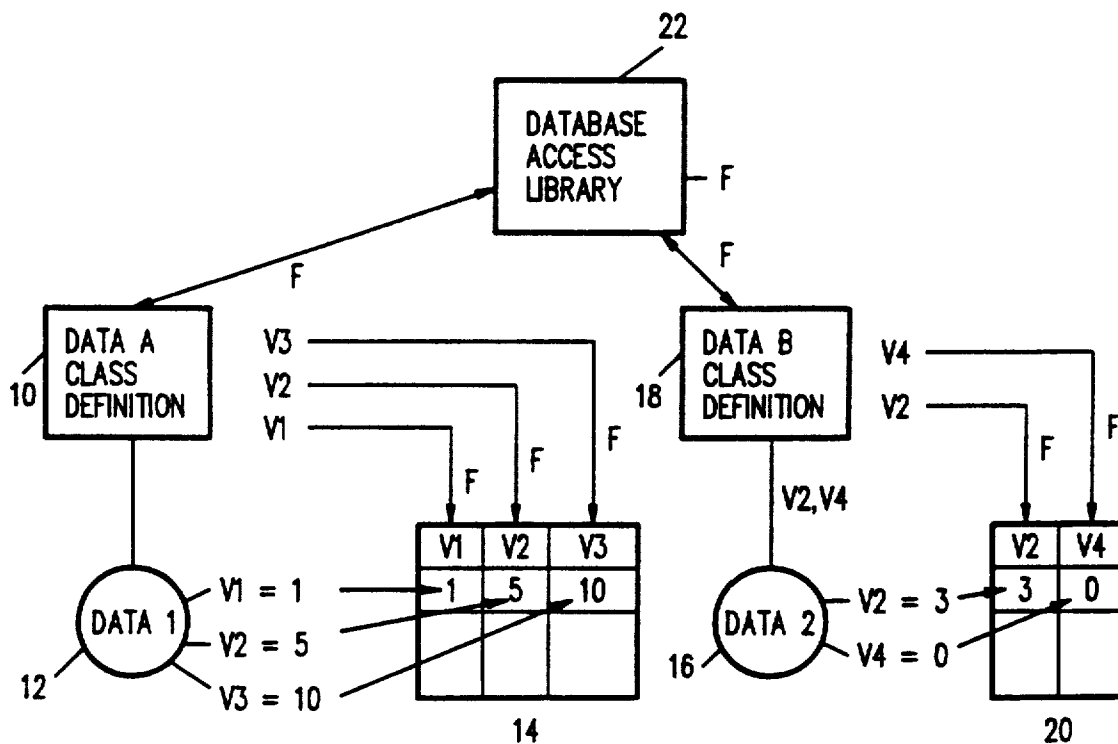 22
DATABASE
ACCESS
LIBRARY
F
F
F
DATA A
CLASS
DEFINITION
10
V3
V2
V1
F
F
F
DATA B
CLASS
DEFINITION
18
V4
V2
F
F
V2,V4
V1 V2 V3
1 5 10
DATA 1
V1 = 1
V2 = 5
V3 = 10
12
14
DATA 2
V2 = 3
V4 = 0
16
V2 V4
3 0
20